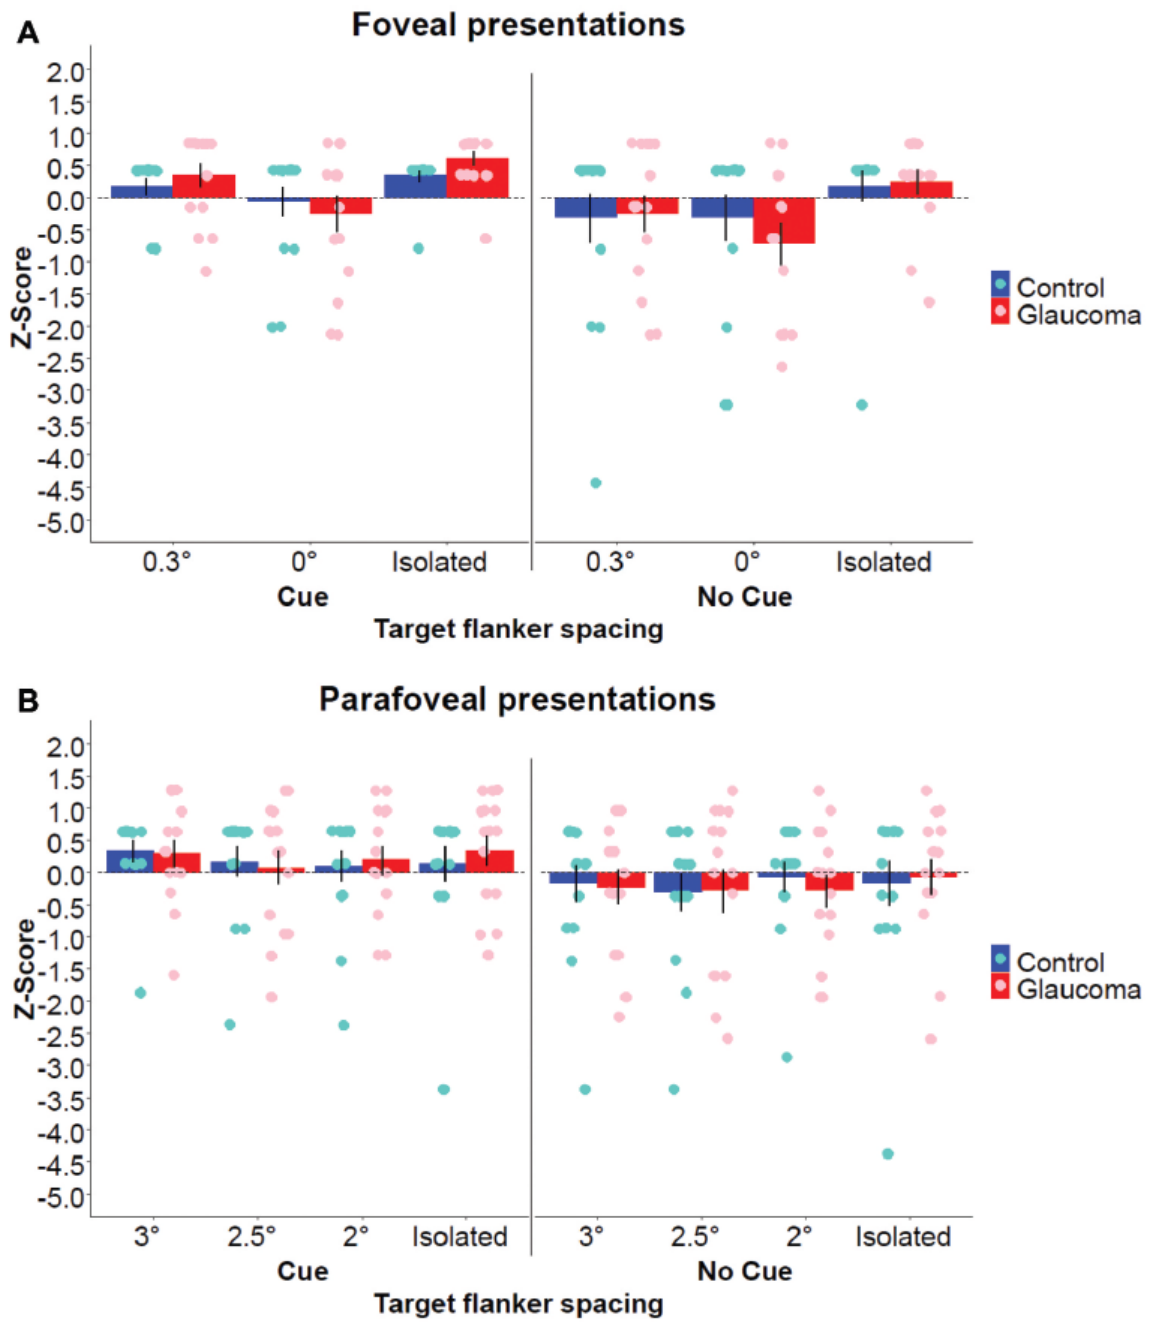 A
Foveal presentations
2.0
1.5
1.0
0.5
0.0
-0.5
-1.0
-1.5
-2.0
-2.5
-3.0
-3.5
-4.0
-4.5
-5.0
Z-Score
0.3° 0° Isolated 0.3° 0° Isolated
Cue No Cue
Target flanker spacing
Control
Glaucoma
B
Parafoveal presentations
2.0
1.5
1.0
0.5
0.0
-0.5
-1.0
-1.5
-2.0
-2.5
-3.0
-3.5
-4.0
-4.5
-5.0
Z-Score
3° 2.5° 2° Isolated 3° 2.5° 2° Isolated
Cue No Cue
Target flanker spacing
Control
Glaucoma